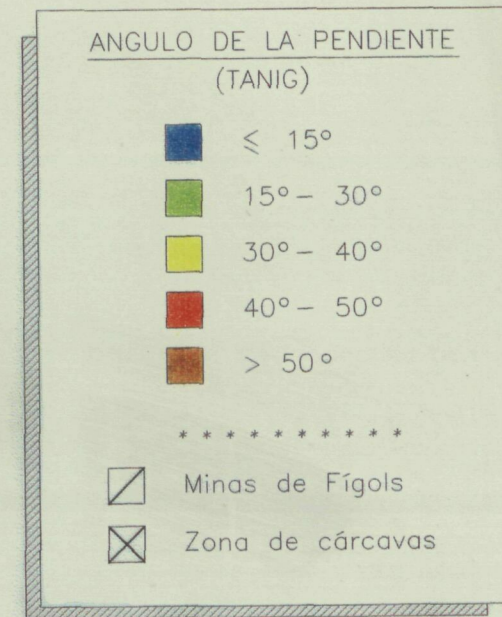 ANGULO DE LA PENDIENTE
(TANIG)
≤ 15°
15°- 30°
30°- 40°
40°- 50°
> 50°
* * * * * * * * * *
Minas de Fígols
Zona de cárcavas